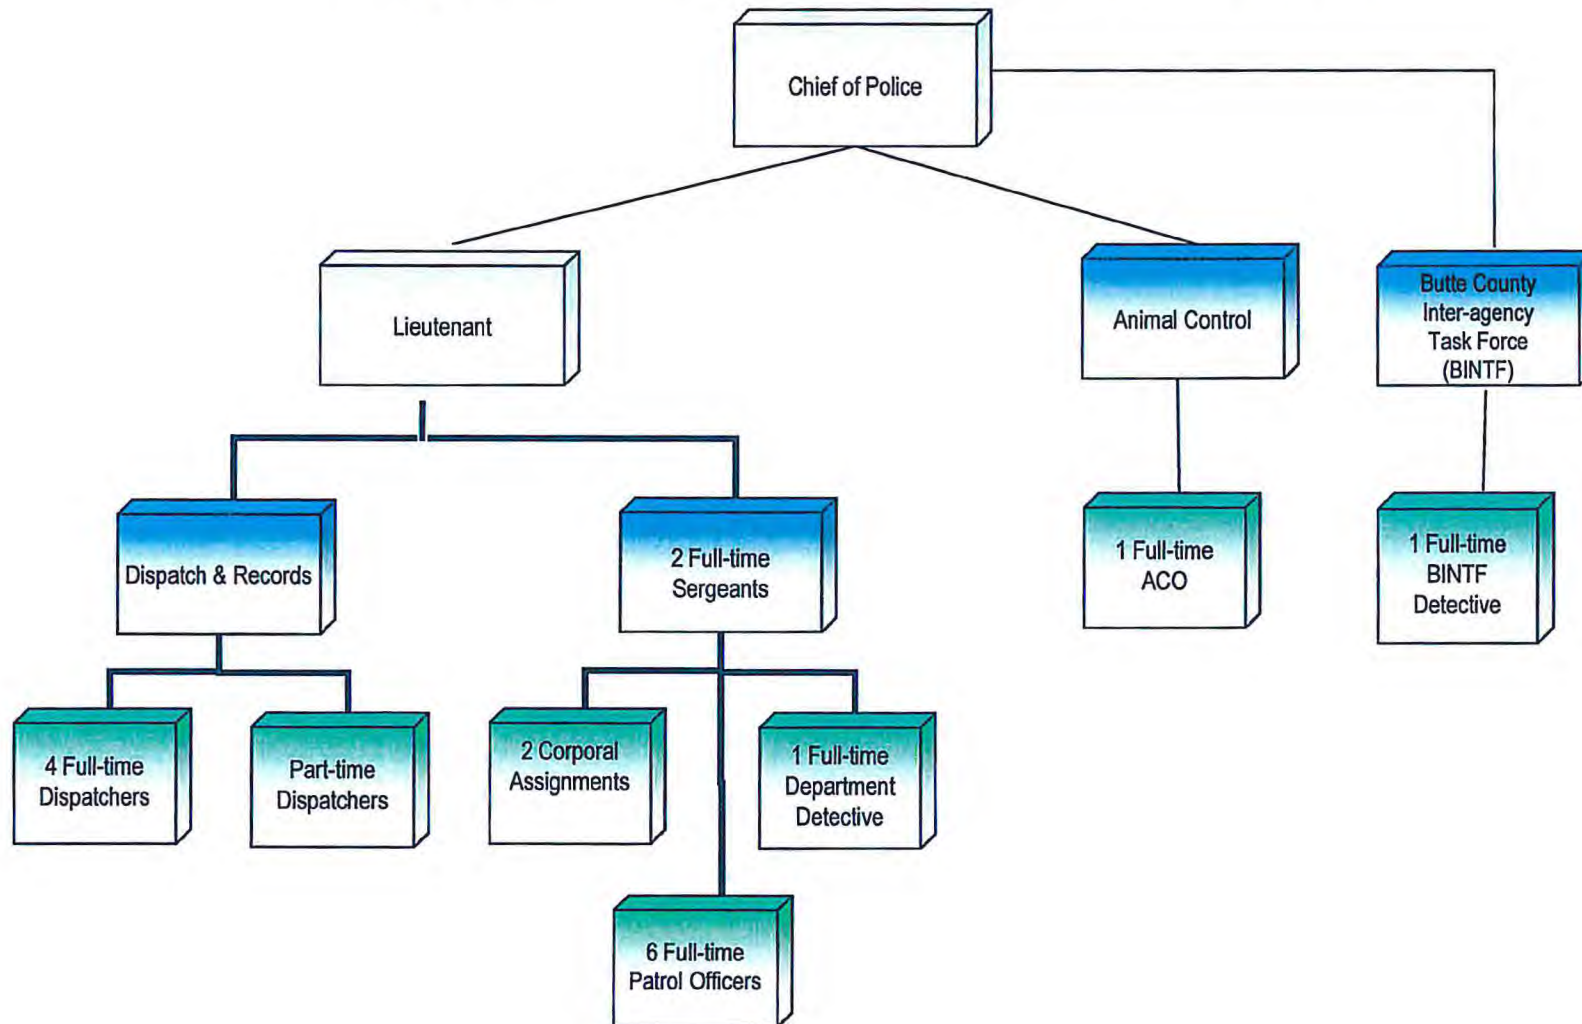 Chief of Police
Lieutenant
Animal Control
Butte County
Inter-agency
Task Force
(BINTF)
Dispatch & Records
2 Full-time
Sergeants
1 Full-time
ACO
1 Full-time
BINTF
Detective
4 Full-time
Dispatchers
Part-time
Dispatchers
2 Corporal
Assignments
1 Full-time
Department
Detective
6 Full-time
Patrol Officers